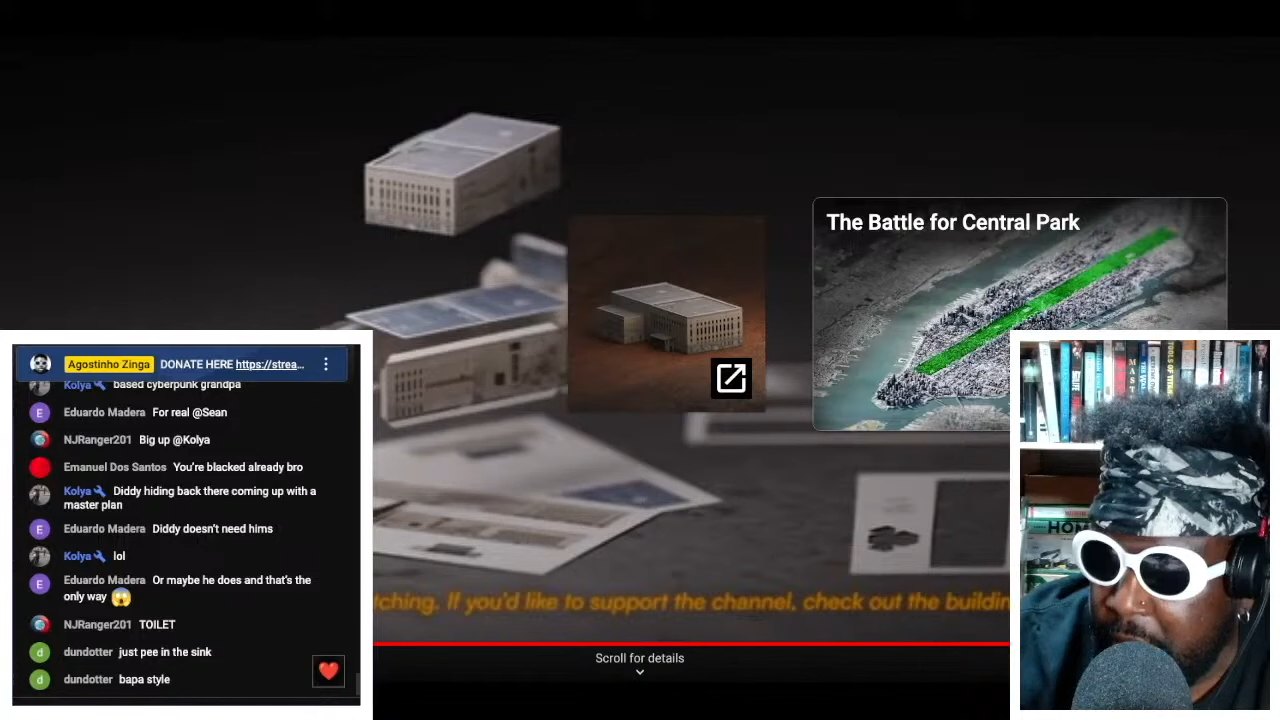 The Battle for Central Park
Agostinho Zinga DONATE HERE https://strea...
Kolya based cyberpunk grandpa
Eduardo Madera For real @Sean
NJRanger201 Big up @Kolya
Emanuel Dos Santos You're blacked already bro
Kolya Diddy hiding back there coming up with a
master plan
Eduardo Madera Diddy doesn't need hims
Kolya lol
Eduardo Madera Or maybe he does and that's the
only way 😱
NJRanger201 TOILET
dundotter just pee in the sink
dundotter bapa style
tching. If you'd like to support the channel, check out the buildin
Scroll for details